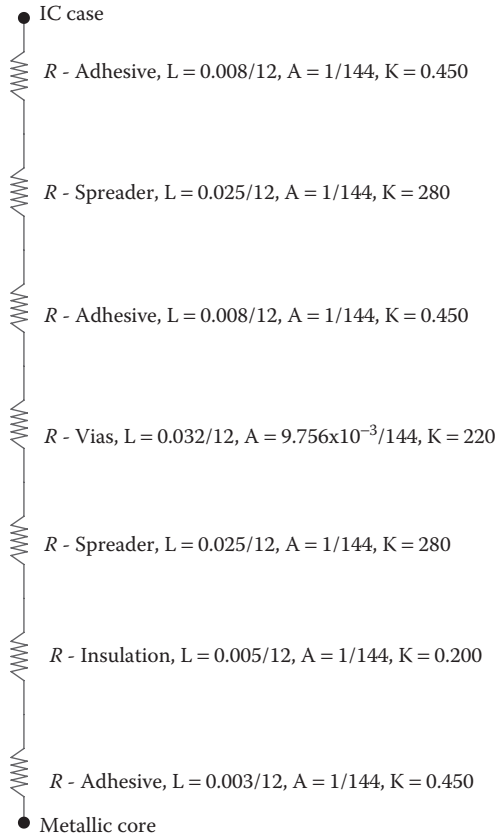 IC case
R - Adhesive, L = 0.008/12, A = 1/144, K = 0.450
R - Spreader, L = 0.025/12, A = 1/144, K = 280
R - Adhesive, L = 0.008/12, A = 1/144, K = 0.450
R - Vias, L = 0.032/12, A = 9.756x10⁻³/144, K = 220
R - Spreader, L = 0.025/12, A = 1/144, K = 280
R - Insulation, L = 0.005/12, A = 1/144, K = 0.200
R - Adhesive, L = 0.003/12, A = 1/144, K = 0.450
Metallic core